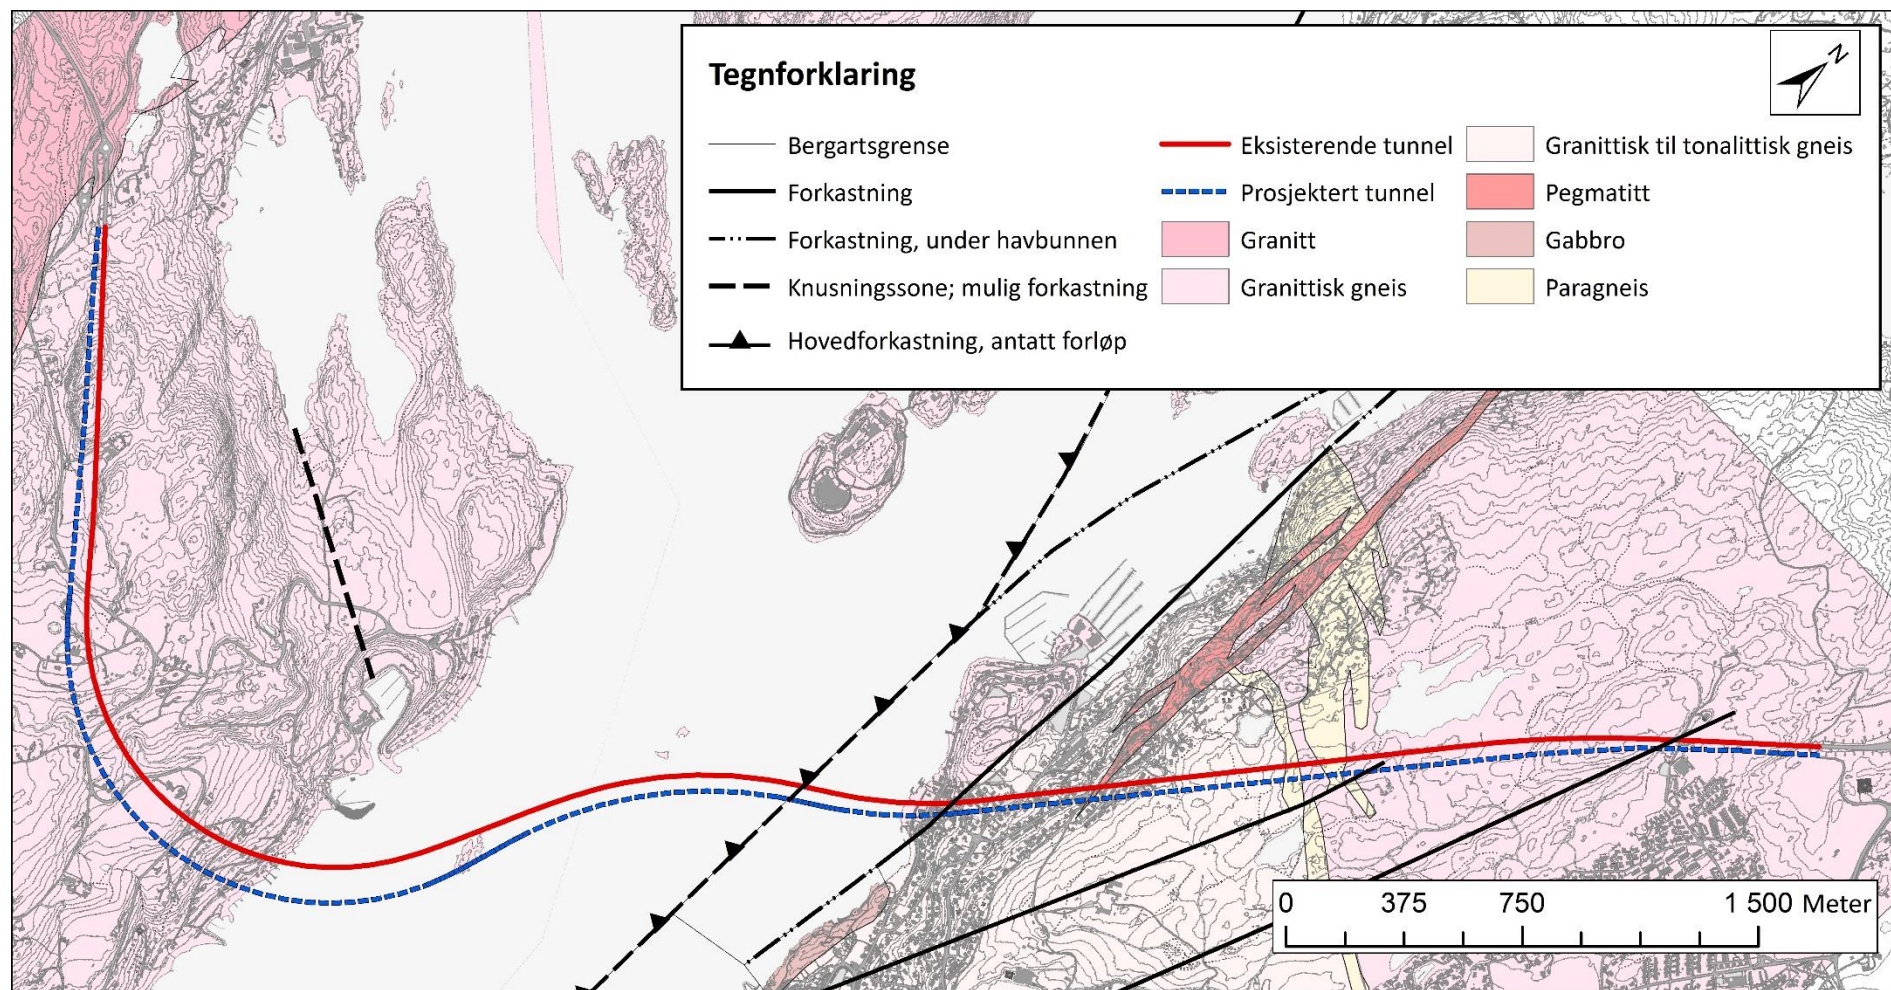 Tegnforklaring
N
Bergartsgrense
Forkastning
Forkastning, under havbunnen
Knusningssone; mulig forkastning
Hovedforkastning, antatt forløp
Eksisterende tunnel
Prosjektert tunnel
Granitt
Granittisk gneis
Granittisk til tonalittisk gneis
Pegmatitt
Gabbro
Paragneis
0 375 750 1 500 Meter